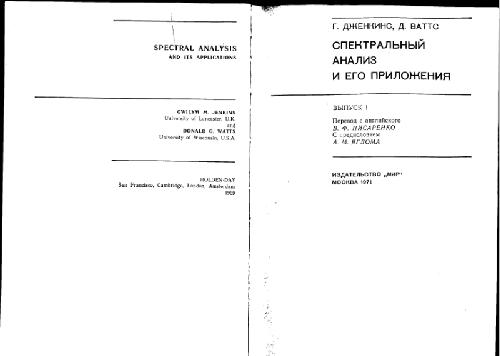 SPECTRAL ANALYSIS
AND ITS APPLICATIONS
GWILYM M. JENKINS
University of Lancaster, U.K.
and
DONALD G. WATTS
University of Wisconsin, U.S.A.
HOLDEN-DAY
San Francisco, Cambridge, London, Amsterdam
1969
Г. ДЖЕНКИНС, Д. ВАТТС
СПЕКТРАЛЬНЫЙ
АНАЛИЗ
И ЕГО ПРИЛОЖЕНИЯ
ВЫПУСК 1
Перевод с английского
В. Ф. ПИСАРЕНКО
С предисловием
А. М. ЯГЛОМА
ИЗДАТЕЛЬСТВО „МИР“
МОСКВА 1971